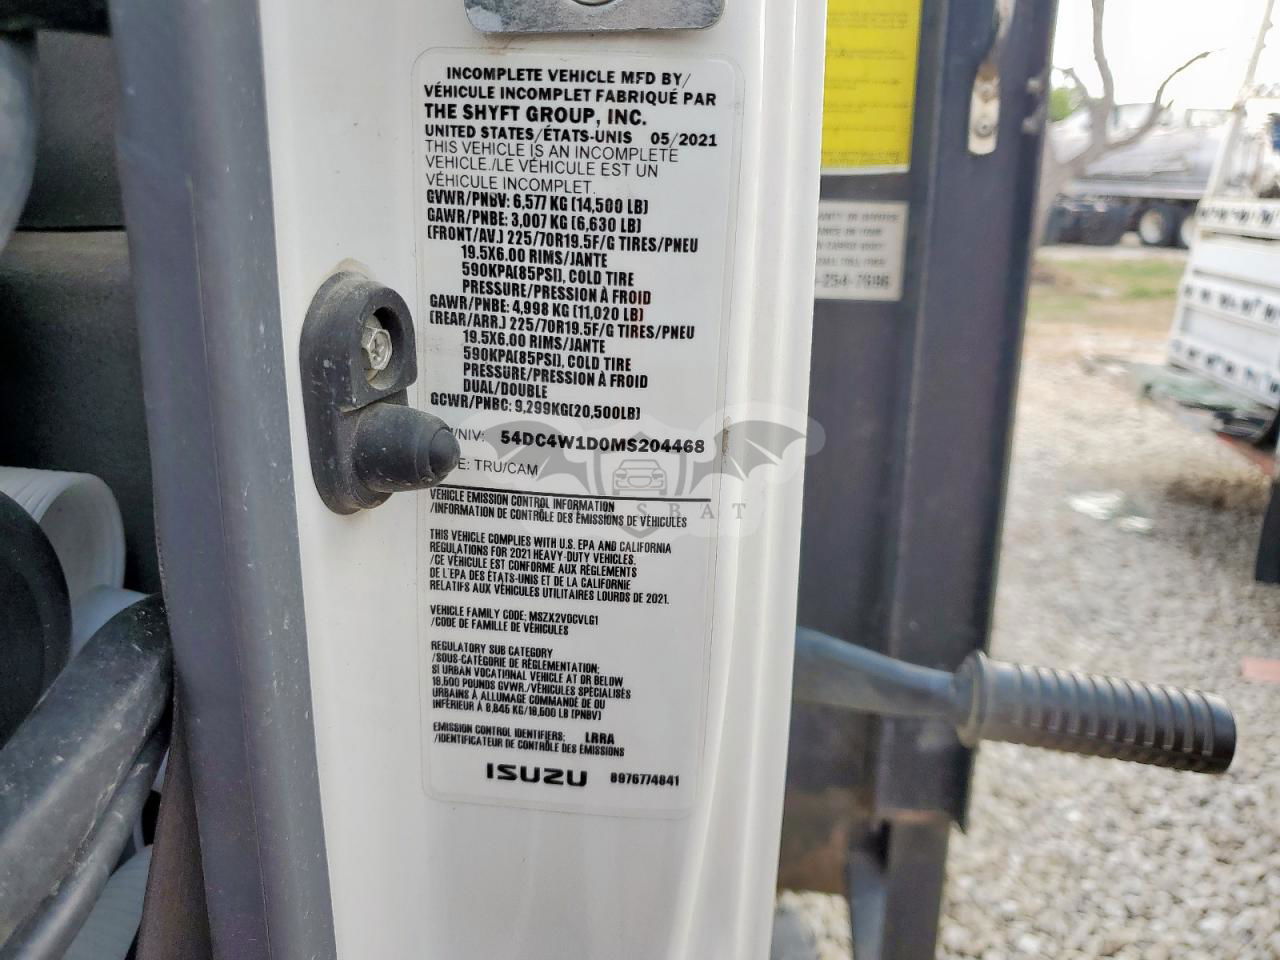 INCOMPLETE VEHICLE MFD BY/
VÉHICULE INCOMPLET FABRIQUÉ PAR
THE SHYFT GROUP, INC.
UNITED STATES/ÉTATS-UNIS 05/2021
THIS VEHICLE IS AN INCOMPLETE
VEHICLE./LE VÉHICULE EST UN
VÉHICULE INCOMPLET.
GVWR/PNBV: 6,577 KG (14,500 LB)
GAWR/PNBE: 3,007 KG (6,630 LB)
(FRONT/AV.) 225/70R19.5F/G TIRES/PNEU
19.5X6.00 RIMS/JANTE
590KPA(85PSI), COLD TIRE
PRESSURE/PRESSION À FROID
GAWR/PNBE: 4,998 KG (11,020 LB)
(REAR/ARR.) 225/70R19.5F/G TIRES/PNEU
19.5X6.00 RIMS/JANTE
590KPA(85PSI), COLD TIRE
PRESSURE/PRESSION À FROID
DUAL/DOUBLE
GCWR/PNBC: 9,299KG(20,500LB)
/NIV: 54DC4W1D0MS204468
E: TRU/CAM
SBAT
VEHICLE EMISSION CONTROL INFORMATION
/INFORMATION DE CONTRÔLE DES ÉMISSIONS DE VÉHICULES
THIS VEHICLE COMPLIES WITH U.S. EPA AND CALIFORNIA
REGULATIONS FOR 2021 HEAVY-DUTY VEHICLES.
/CE VÉHICULE EST CONFORME AUX RÈGLEMENTS
DE L'EPA DES ÉTATS-UNIS ET DE LA CALIFORNIE
RELATIFS AUX VÉHICULES UTILITAIRES LOURDS DE 2021.
VEHICLE FAMILY CODE: MSZX2VOCVLG1
/CODE DE FAMILLE DE VÉHICULES
REGULATORY SUB CATEGORY
/SOUS-CATÉGORIE DE RÉGLEMENTATION:
SI URBAN VOCATIONAL VEHICLE AT OR BELOW
19,500 POUNDS GVWR./VÉHICULES SPÉCIALISÉS
URBAINS À ALLUMAGE COMMANDÉ DE OU
INFÉRIEUR À 8,845 KG/19,500 LB (PNBV)
EMISSION CONTROL IDENTIFIERS: LRRA
/IDENTIFICATEUR DE CONTRÔLE DES ÉMISSIONS
ISUZU 8976774841
-254-7696